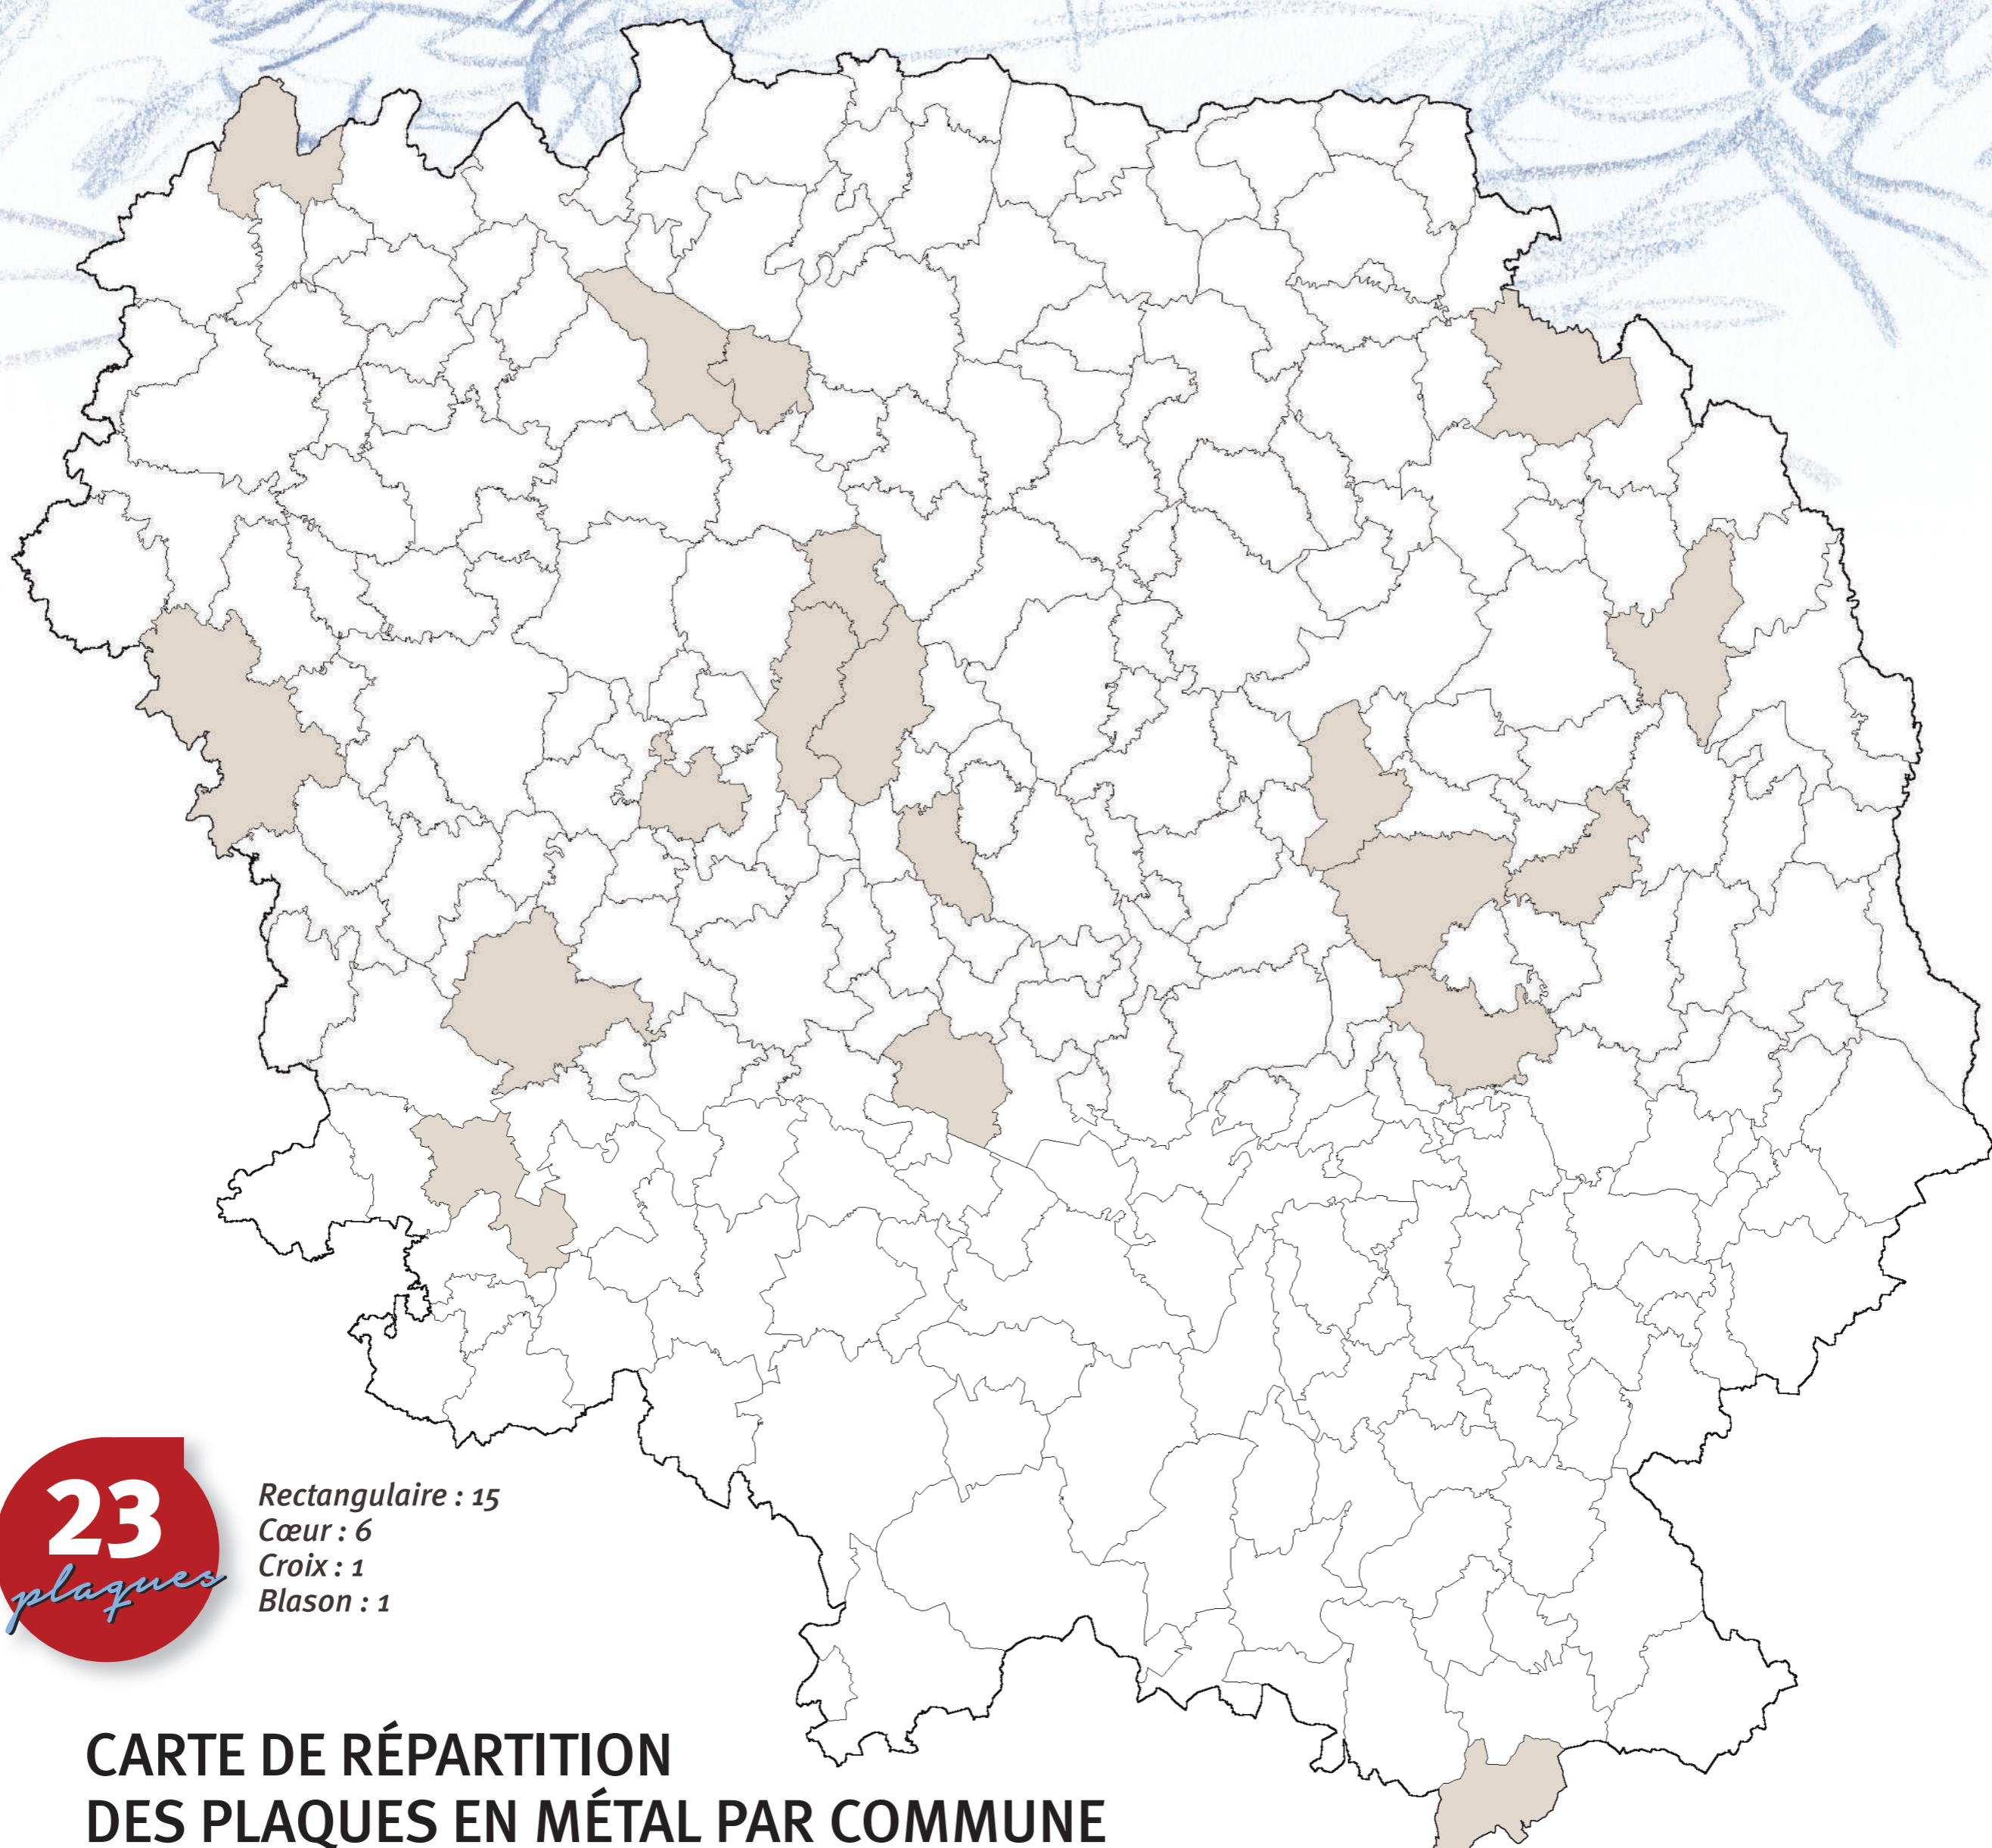 23
plaques
Rectangulaire : 15
Cœur : 6
Croix : 1
Blason : 1
CARTE DE RÉPARTITION
DES PLAQUES EN MÉTAL PAR COMMUNE